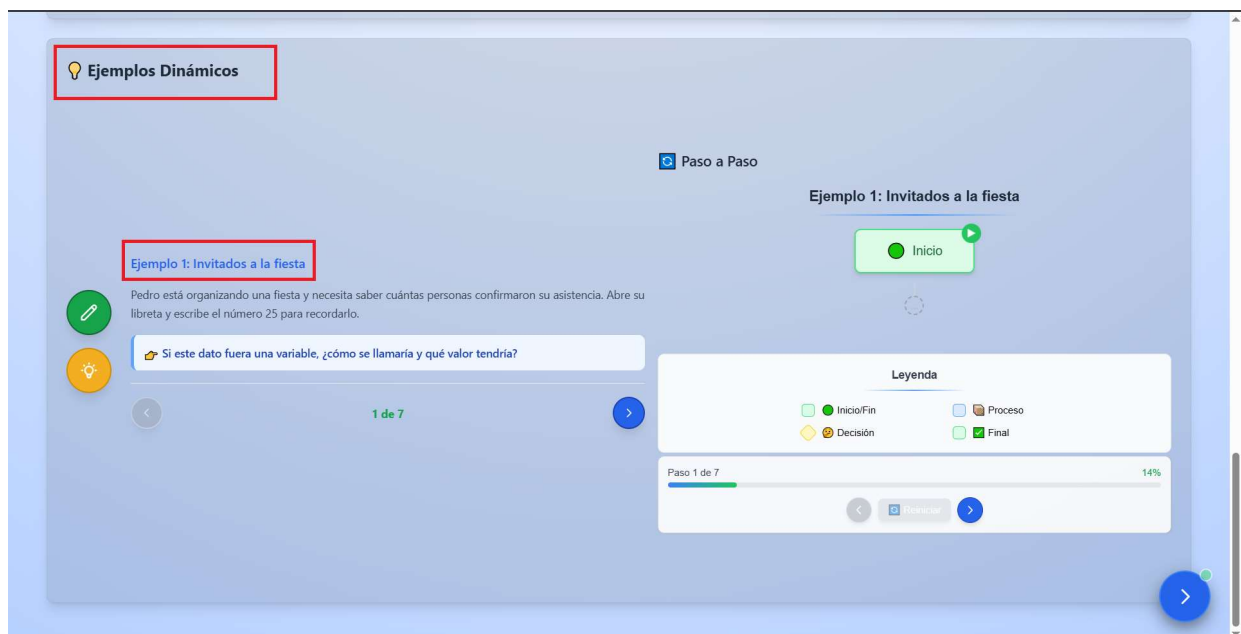 Ejemplos Dinámicos
Ejemplo 1: Invitados a la fiesta
Pedro está organizando una fiesta y necesita saber cuántas personas confirmaron su asistencia. Abre su
libreta y escribe el número 25 para recordarlo.
Si este dato fuera una variable, ¿cómo se llamaría y qué valor tendría?
1 de 7
Paso a Paso
Ejemplo 1: Invitados a la fiesta
Inicio
Leyenda
Inicio/Fin
Proceso
Decisión
Final
Paso 1 de 7
14%
Reiniciar